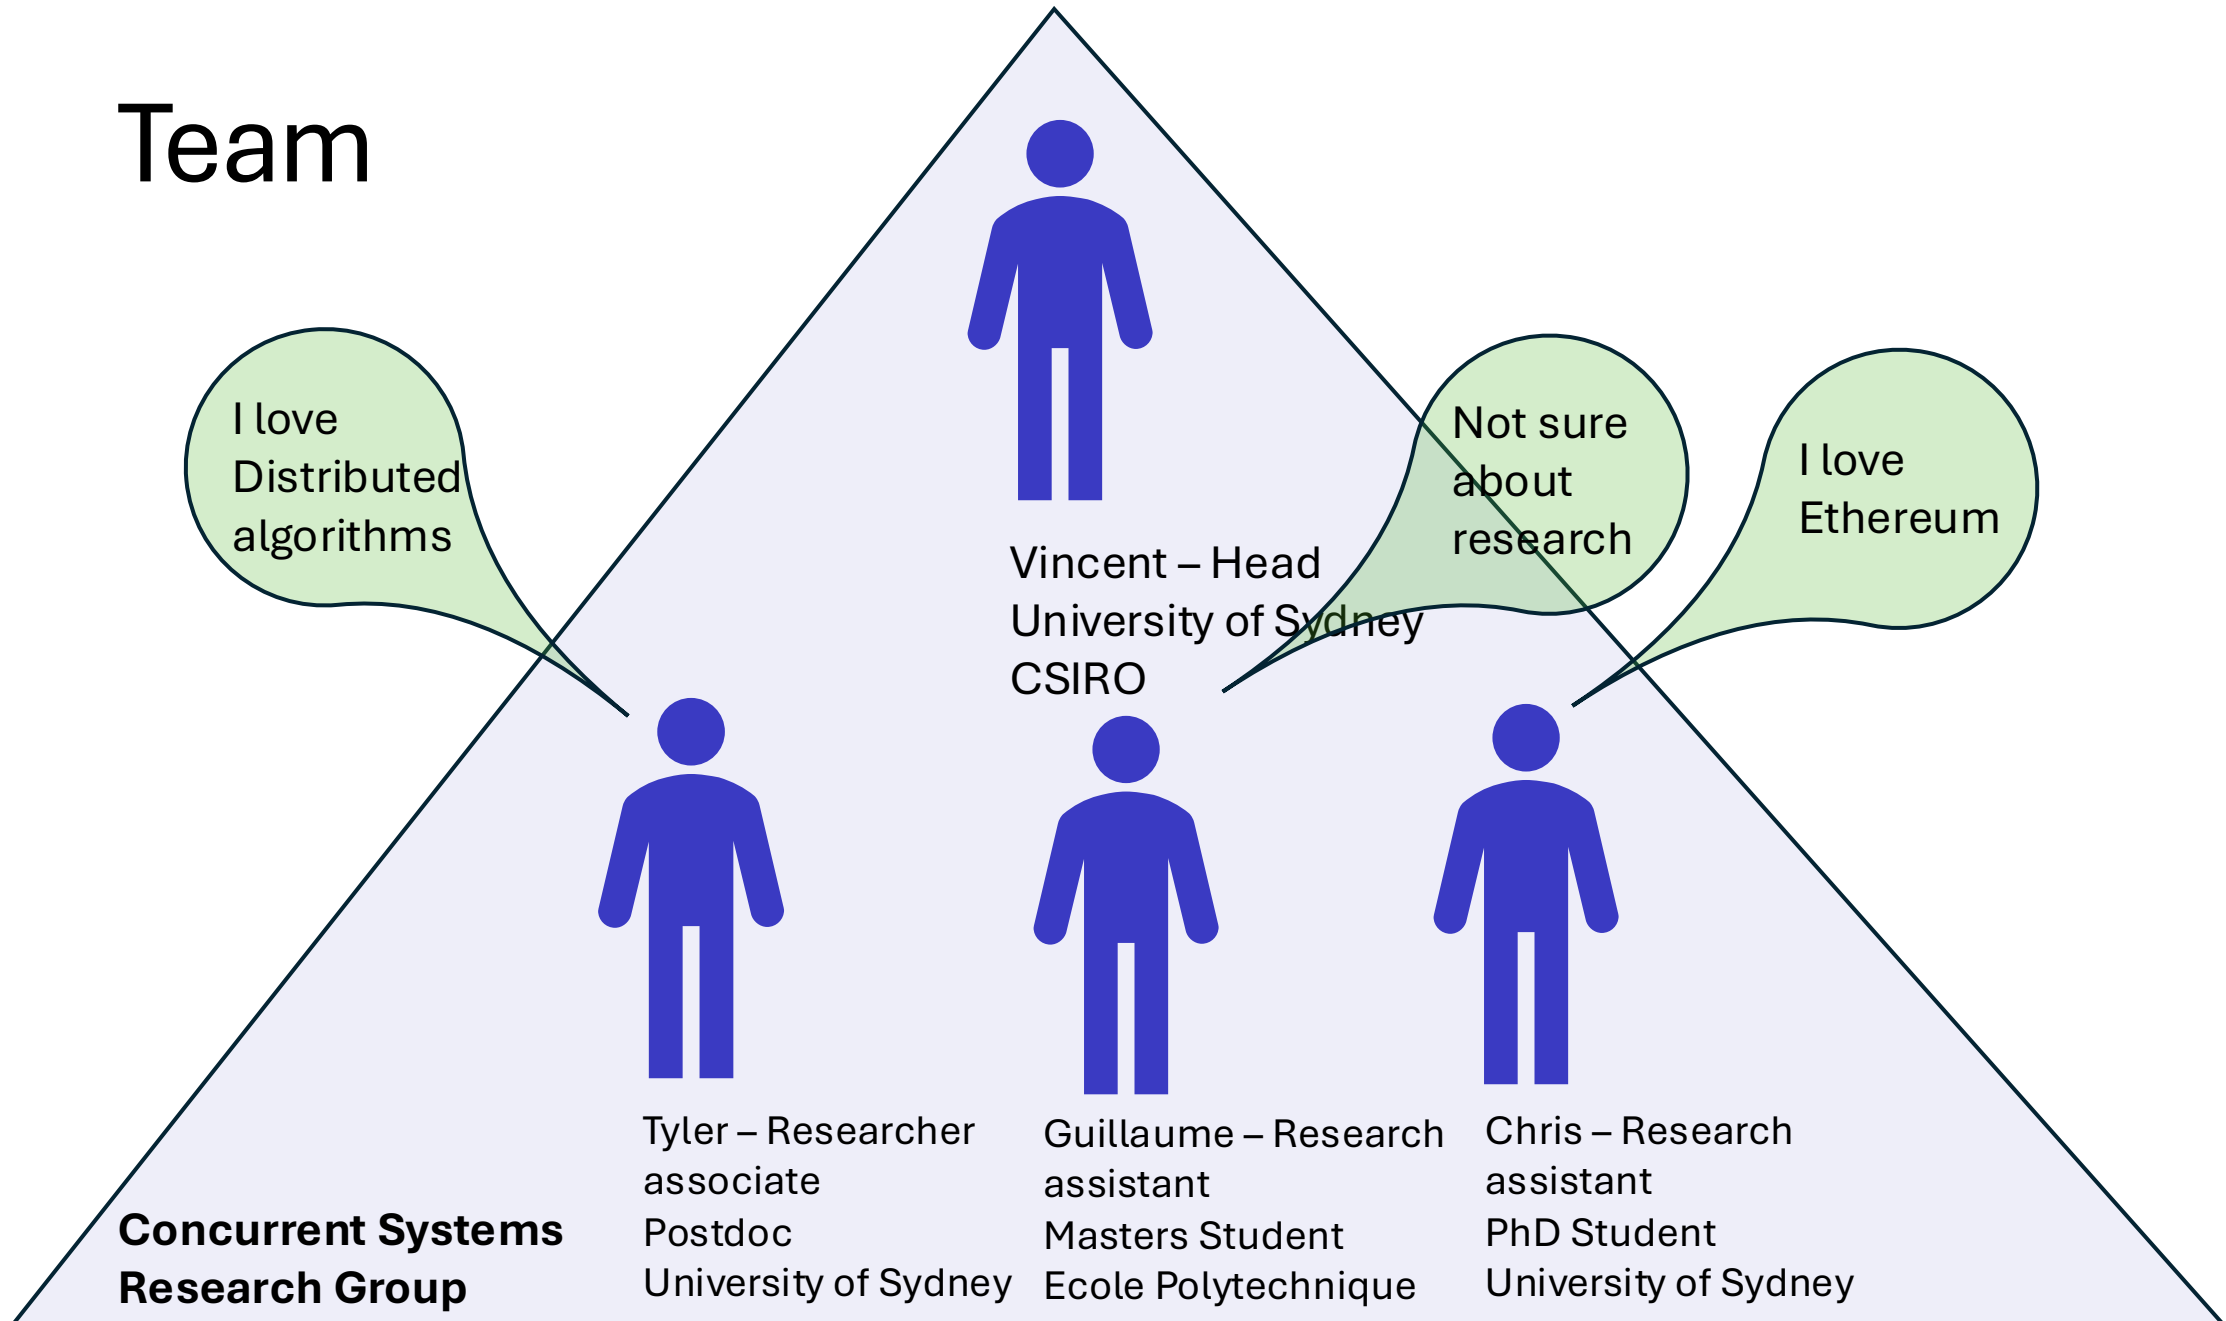 Team
I love
Distributed
algorithms
Not sure
about
research
I love
Ethereum
Vincent – Head
University of Sydney
CSIRO
Tyler – Researcher
associate
Postdoc
University of Sydney
Guillaume – Research
assistant
Masters Student
Ecole Polytechnique
Chris – Research
assistant
PhD Student
University of Sydney
Concurrent Systems
Research Group